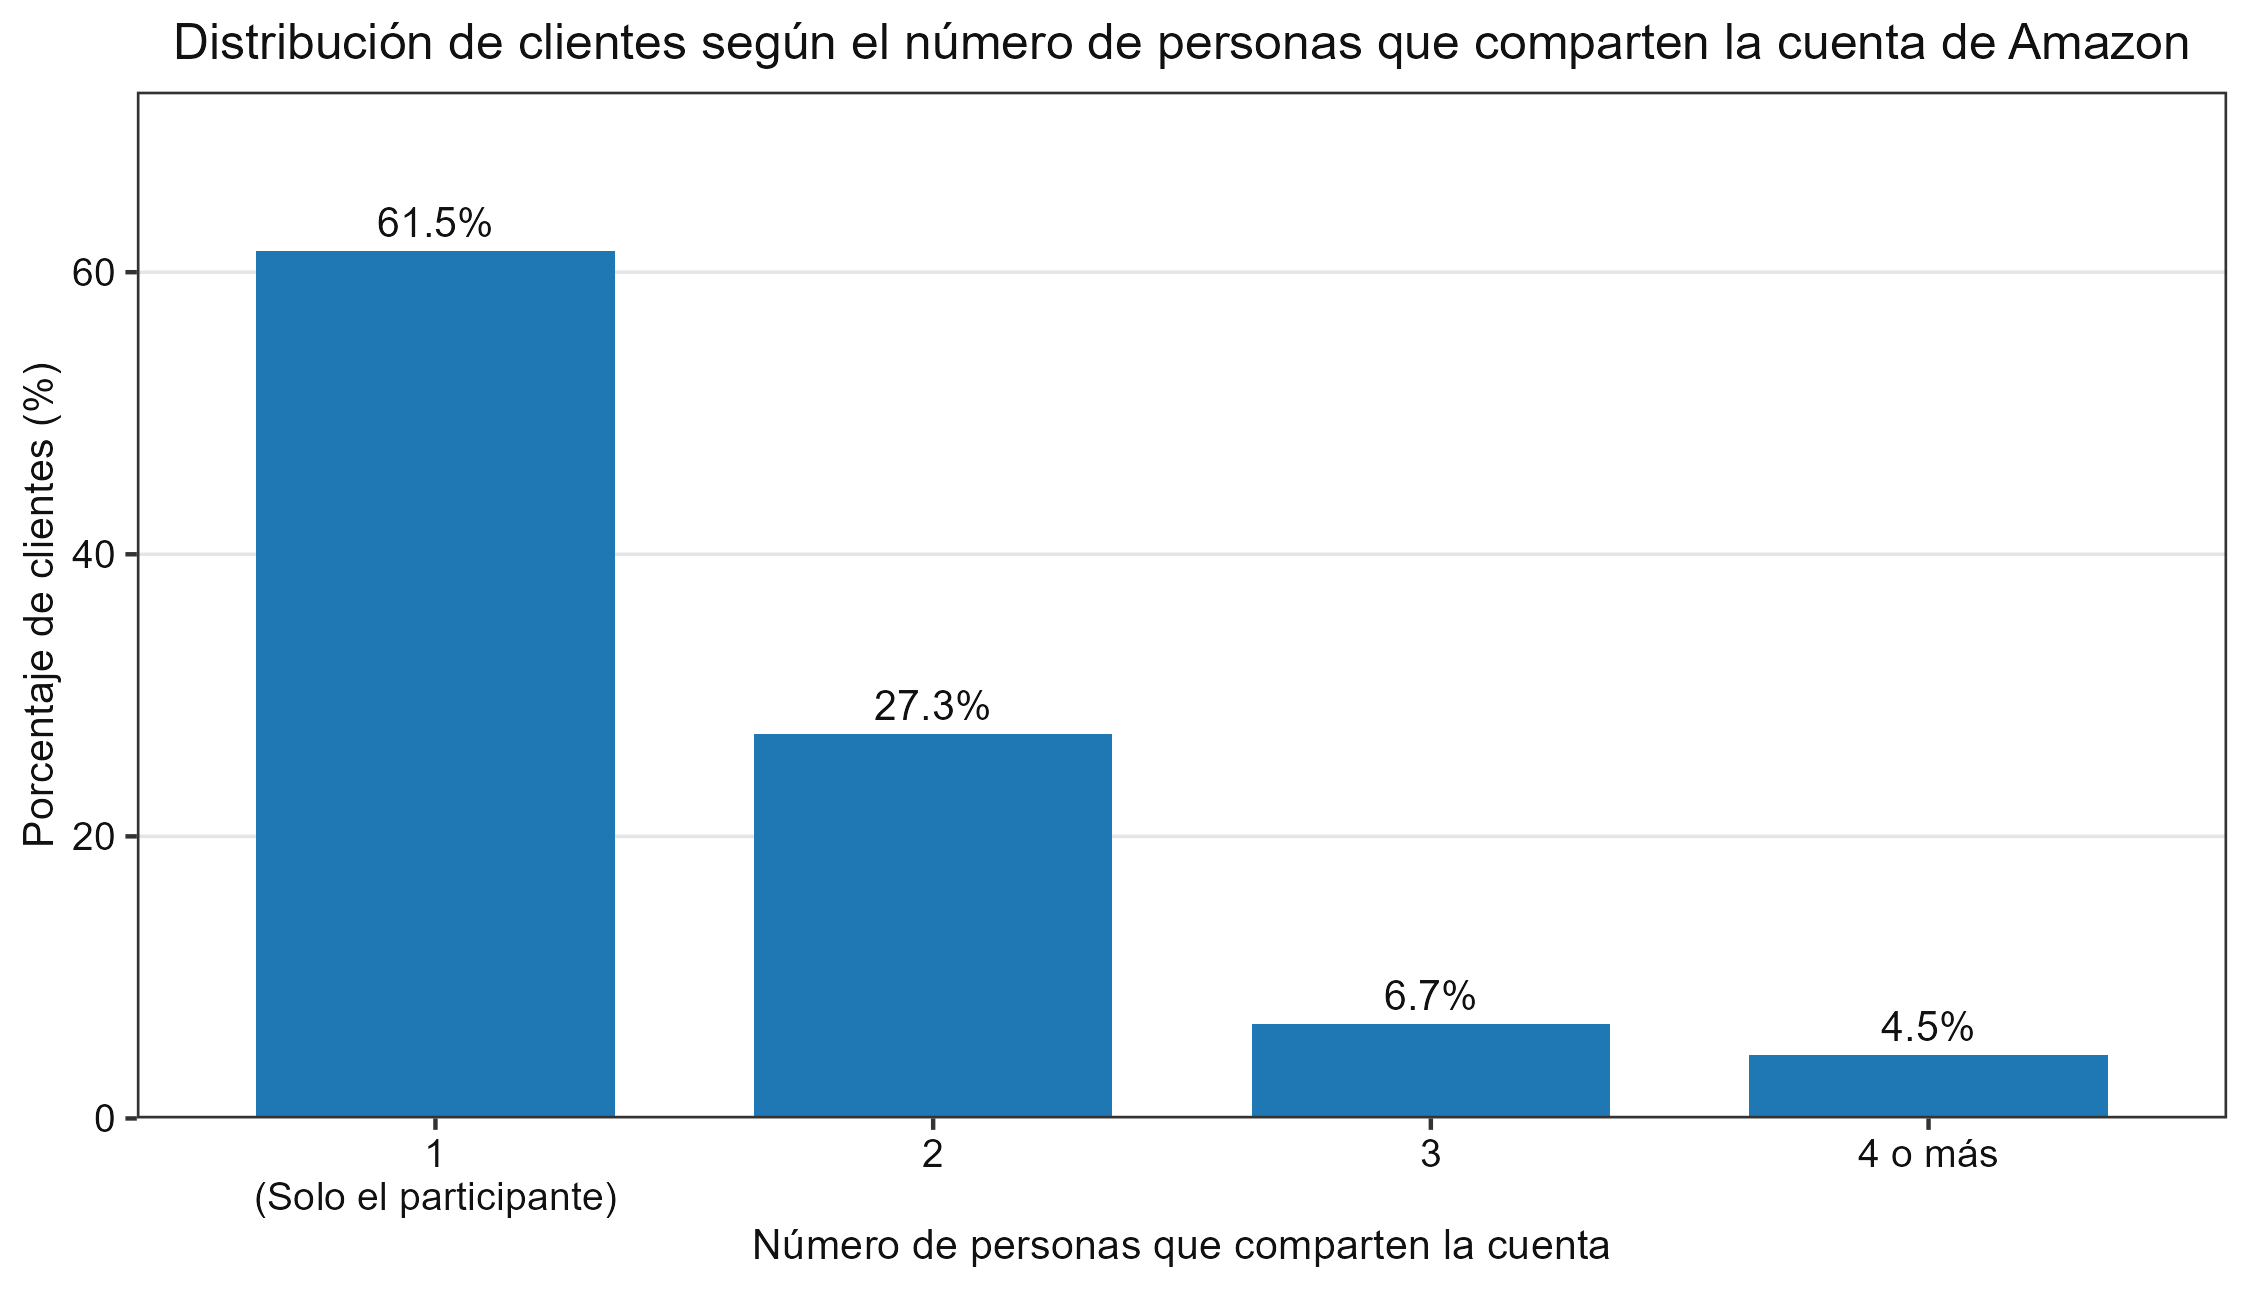 Distribución de clientes según el número de personas que comparten la cuenta de Amazon
Porcentaje de clientes (%)
60
40
20
0
61.5%
27.3%
6.7%
4.5%
1
(Solo el participante)
2
3
4 o más
Número de personas que comparten la cuenta